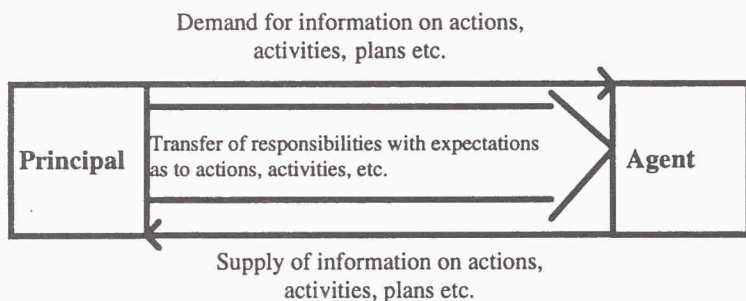 Demand for information on actions,
activities, plans etc.
Principal
Transfer of responsibilities with expectations
as to actions, activities, etc.
Agent
Supply of information on actions,
activities, plans etc.